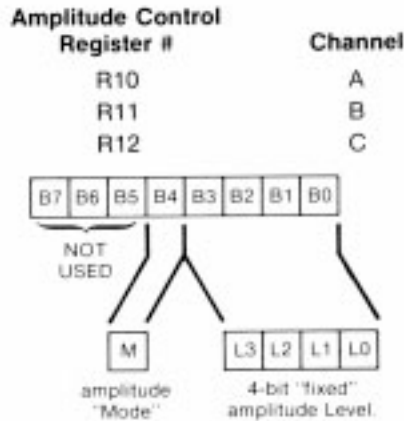 Amplitude Control
Register #
Channel
R10 A
R11 B
R12 C
B7 B6 B5 B4 B3 B2 B1 B0
NOT
USED
M
L3 L2 L1 L0
amplitude
"Mode"
4-bit "fixed"
amplitude Level.